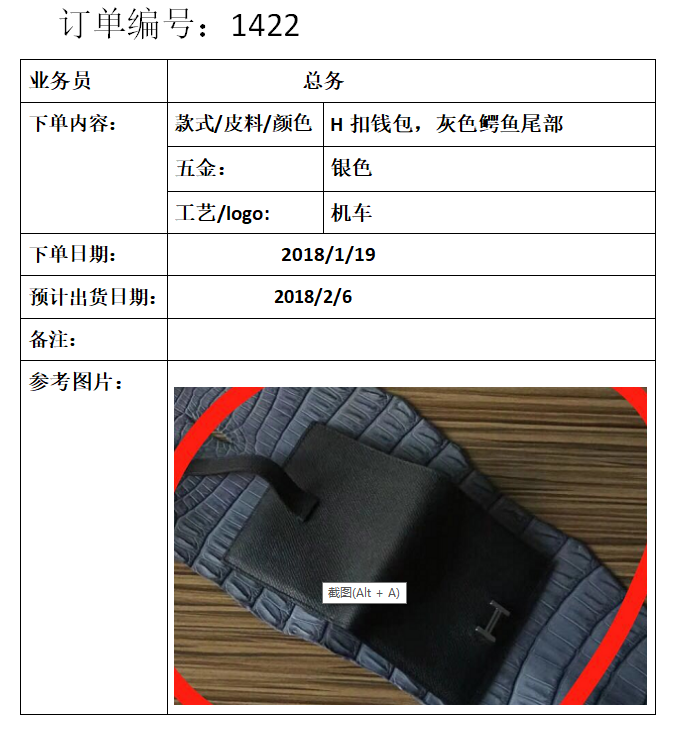 订单编号：1422
业务员 总务
下单内容： 款式/皮料/颜色 H 扣钱包，灰色鳄鱼尾部
五金： 银色
工艺/logo: 机车
下单日期： 2018/1/19
预计出货日期： 2018/2/6
备注：
参考图片：
截图(Alt + A)